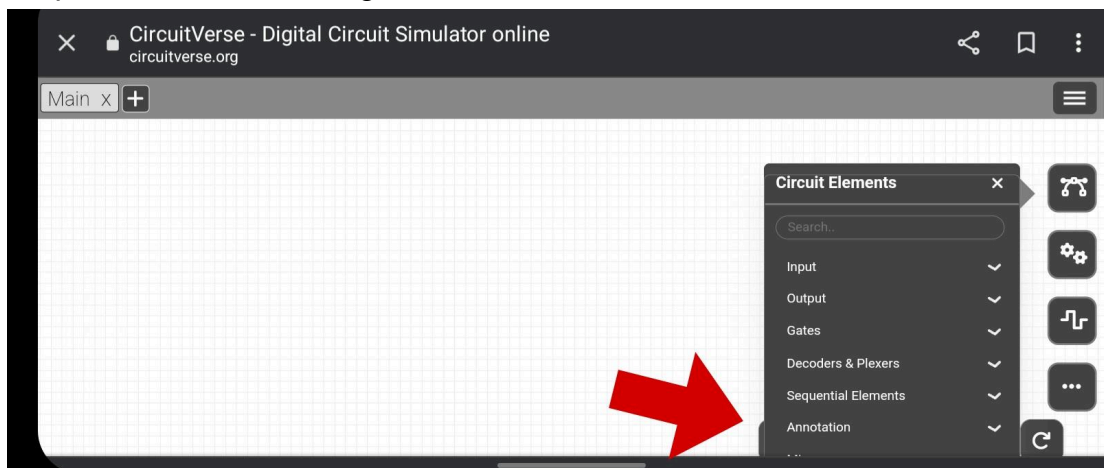 CircuitVerse - Digital Circuit Simulator online
circuitverse.org
Main x +
Circuit Elements
Search..
Input
Output
Gates
Decoders & Plexers
Sequential Elements
Annotation